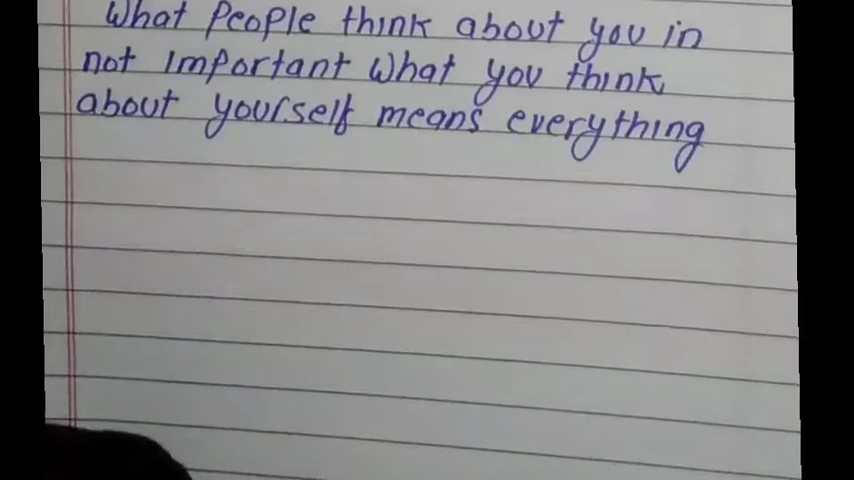 What People think about you in
not important What you think
about yourself means everything